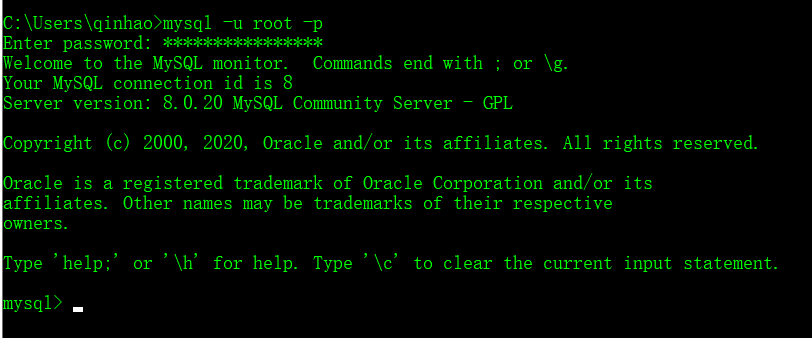 C:\Users\qinhao>mysql -u root -p
Enter password: ****************
Welcome to the MySQL monitor.  Commands end with ; or \g.
Your MySQL connection id is 8
Server version: 8.0.20 MySQL Community Server - GPL
Copyright (c) 2000, 2020, Oracle and/or its affiliates. All rights reserved.
Oracle is a registered trademark of Oracle Corporation and/or its
affiliates. Other names may be trademarks of their respective
owners.
Type 'help;' or '\h' for help. Type '\c' to clear the current input statement.
mysql> _